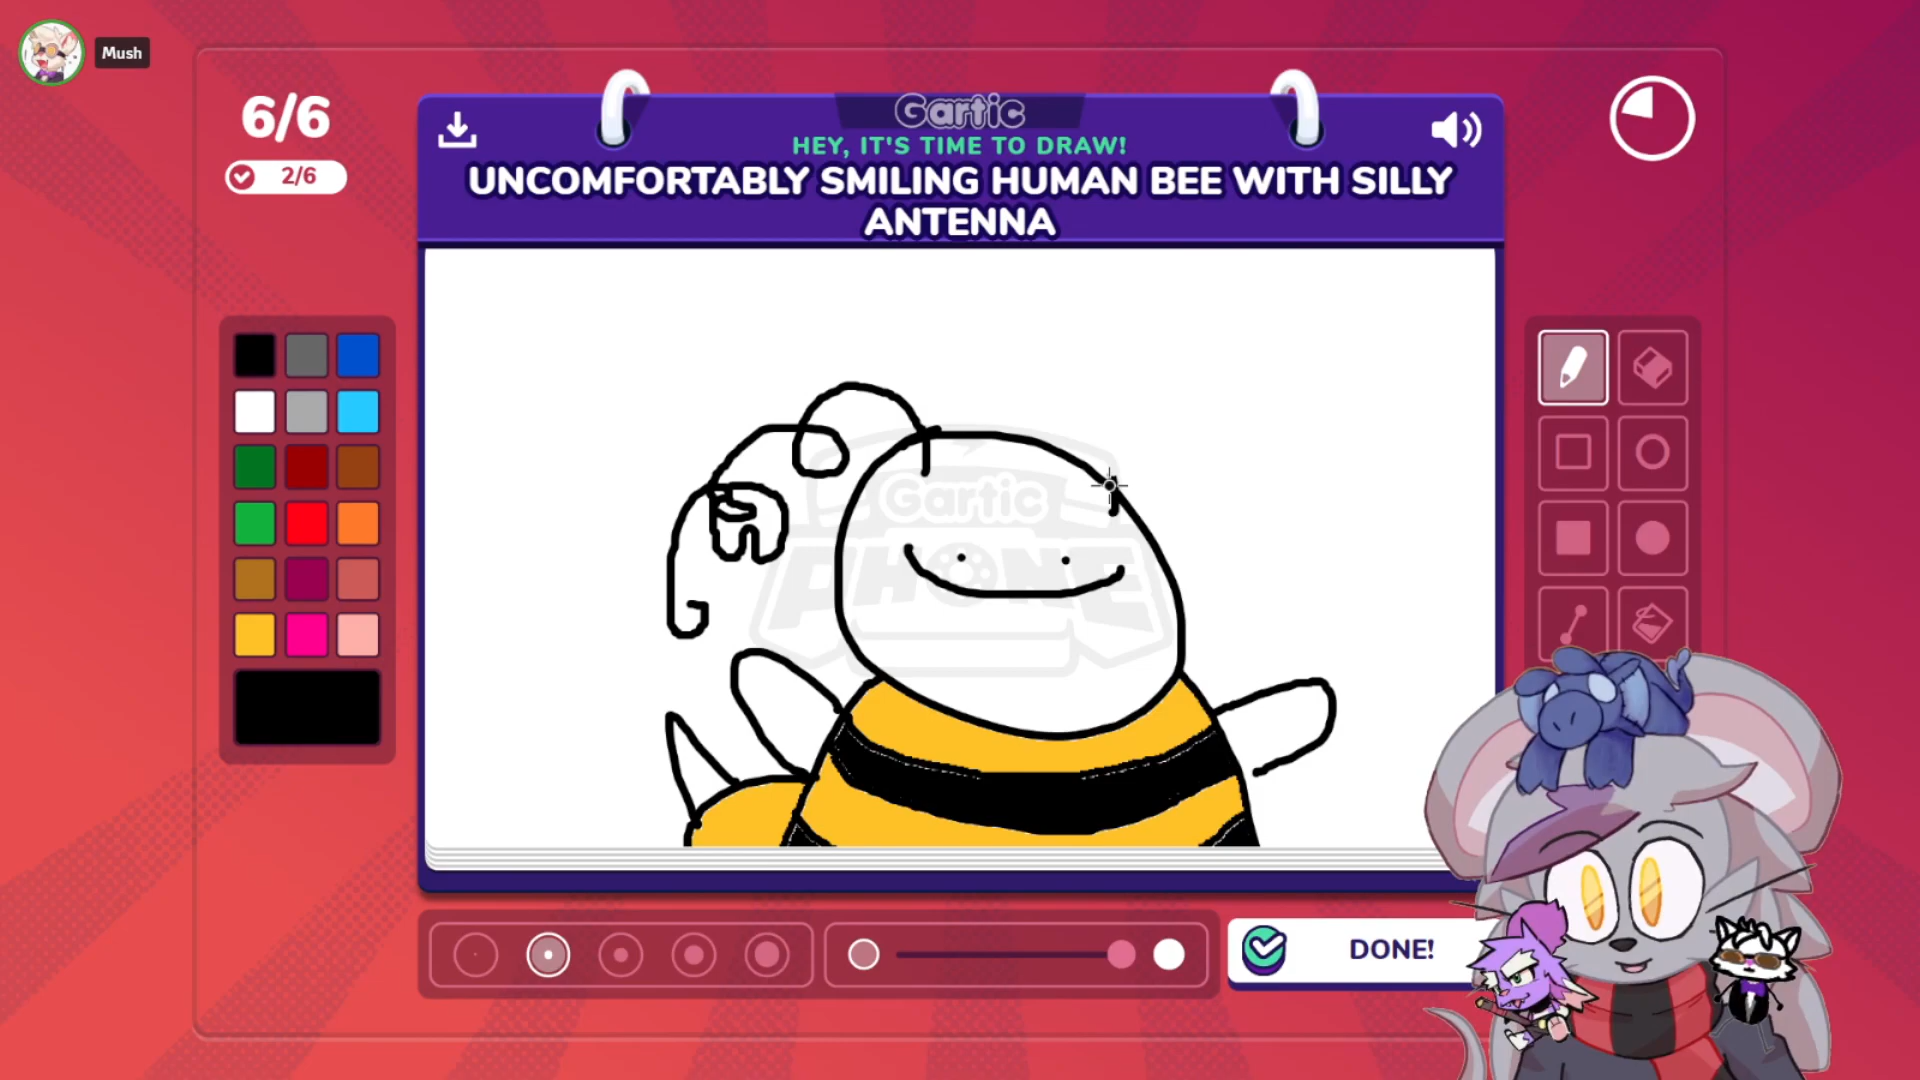 Mush
6/6
2/6
Gartic
HEY, IT'S TIME TO DRAW!
UNCOMFORTABLY SMILING HUMAN BEE WITH SILLY
ANTENNA
Gartic
PHONE
DONE!